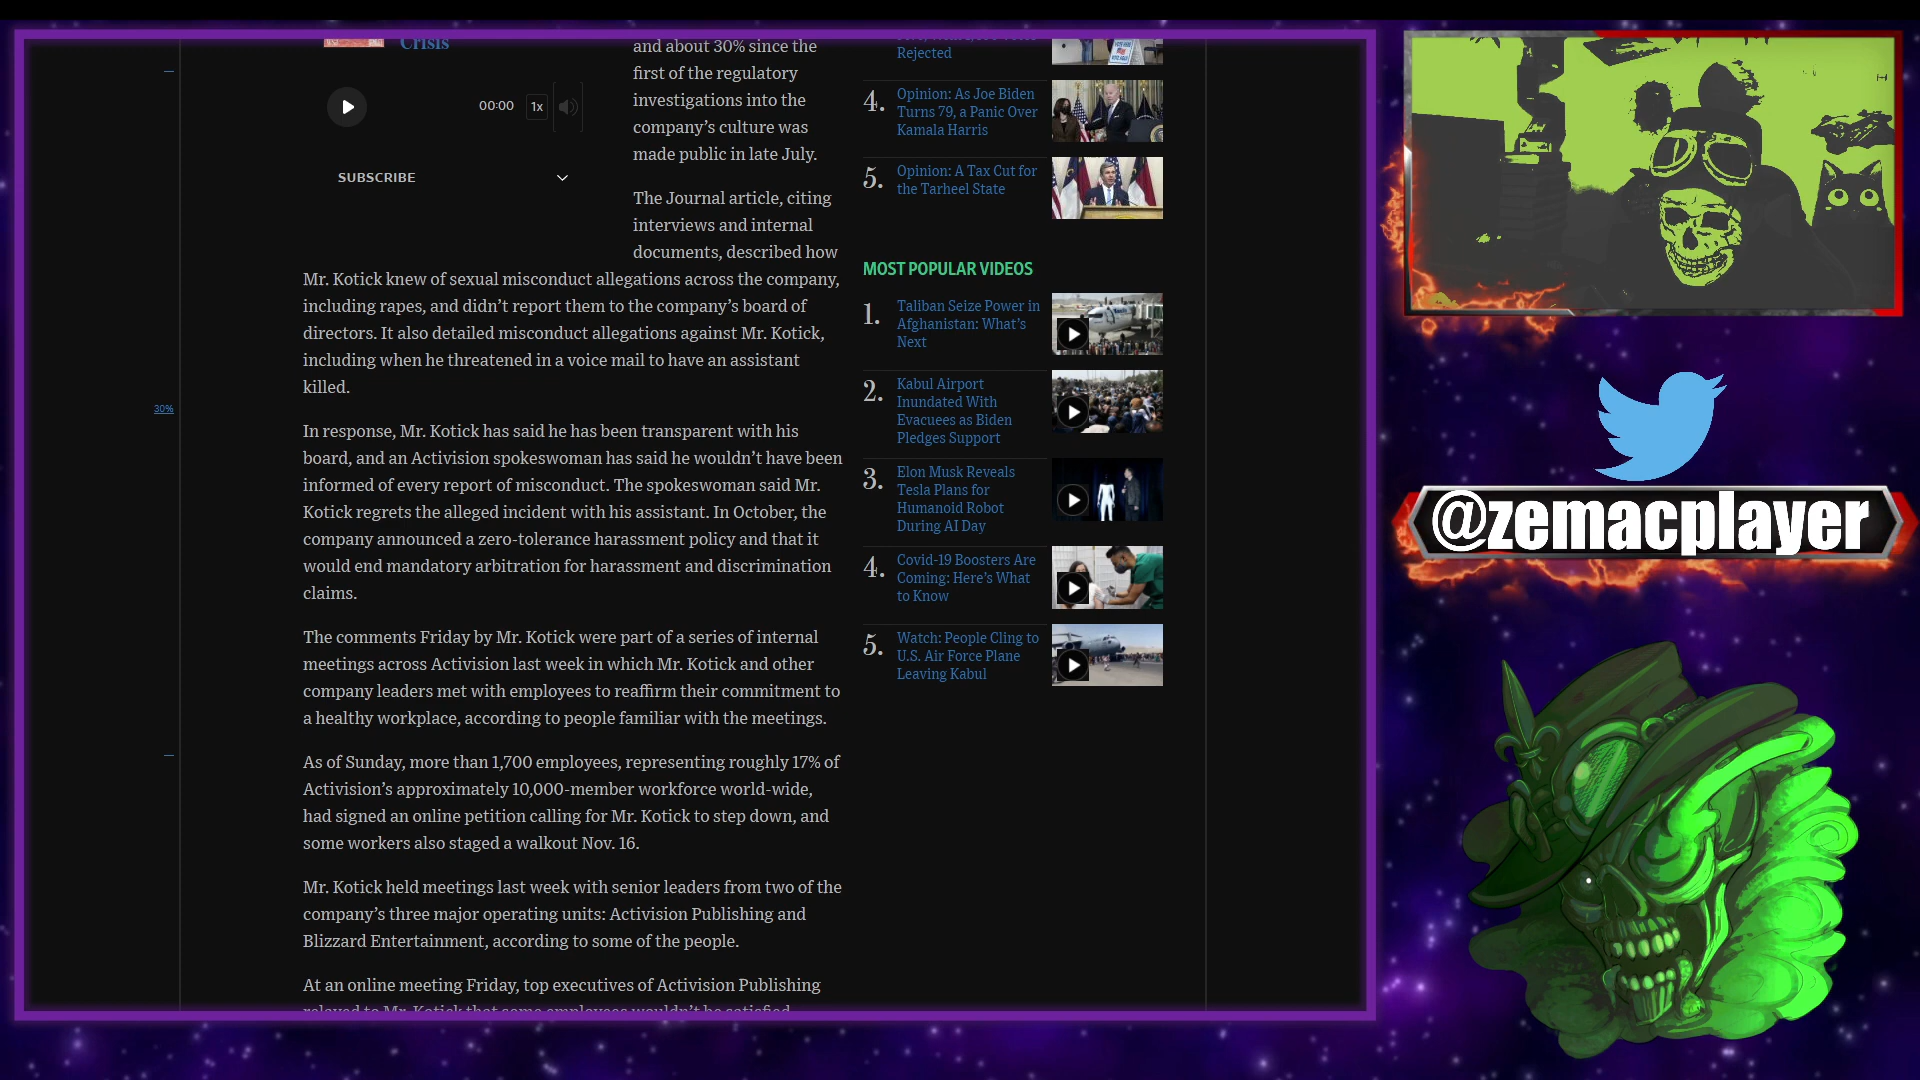 Crisis
00:00
1x
SUBSCRIBE
and about 30% since the
first of the regulatory
investigations into the
company’s culture was
made public in late July.
The Journal article, citing
interviews and internal
documents, described how
Mr. Kotick knew of sexual misconduct allegations across the company,
including rapes, and didn’t report them to the company’s board of
directors. It also detailed misconduct allegations against Mr. Kotick,
including when he threatened in a voice mail to have an assistant
killed.
30%
In response, Mr. Kotick has said he has been transparent with his
board, and an Activision spokeswoman has said he wouldn’t have been
informed of every report of misconduct. The spokeswoman said Mr.
Kotick regrets the alleged incident with his assistant. In October, the
company announced a zero-tolerance harassment policy and that it
would end mandatory arbitration for harassment and discrimination
claims.
The comments Friday by Mr. Kotick were part of a series of internal
meetings across Activision last week in which Mr. Kotick and other
company leaders met with employees to reaffirm their commitment to
a healthy workplace, according to people familiar with the meetings.
As of Sunday, more than 1,700 employees, representing roughly 17% of
Activision’s approximately 10,000-member workforce world-wide,
had signed an online petition calling for Mr. Kotick to step down, and
some workers also staged a walkout Nov. 16.
Mr. Kotick held meetings last week with senior leaders from two of the
company’s three major operating units: Activision Publishing and
Blizzard Entertainment, according to some of the people.
At an online meeting Friday, top executives of Activision Publishing
relayed to Mr. Kotick that some employees wouldn’t be satisfied
Rejected
4.
Opinion: As Joe Biden
Turns 79, a Panic Over
Kamala Harris
5.
Opinion: A Tax Cut for
the Tarheel State
MOST POPULAR VIDEOS
1.
Taliban Seize Power in
Afghanistan: What’s
Next
2.
Kabul Airport
Inundated With
Evacuees as Biden
Pledges Support
3.
Elon Musk Reveals
Tesla Plans for
Humanoid Robot
During AI Day
4.
Covid-19 Boosters Are
Coming: Here’s What
to Know
5.
Watch: People Cling to
U.S. Air Force Plane
Leaving Kabul
@zemacplayer